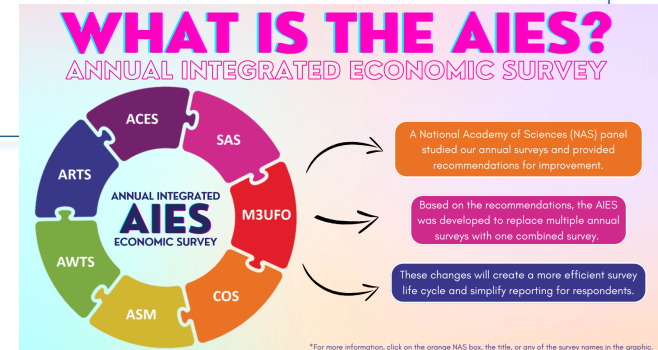 WHAT IS THE AIES?
ANNUAL INTEGRATED ECONOMIC SURVEY
ACES
SAS
ARTS
M3UFO
AWTS
COS
ASM
ANNUAL INTEGRATED
AIES
ECONOMIC SURVEY
A National Academy of Sciences (NAS) panel
studied our annual surveys and provided
recommendations for improvement.
Based on the recommendations, the AIES
was developed to replace multiple annual
surveys with one combined survey.
These changes will create a more efficient survey
life cycle and simplify reporting for respondents.
*For more information, click on the orange NAS box, the title, or any of the survey names in the graphic.